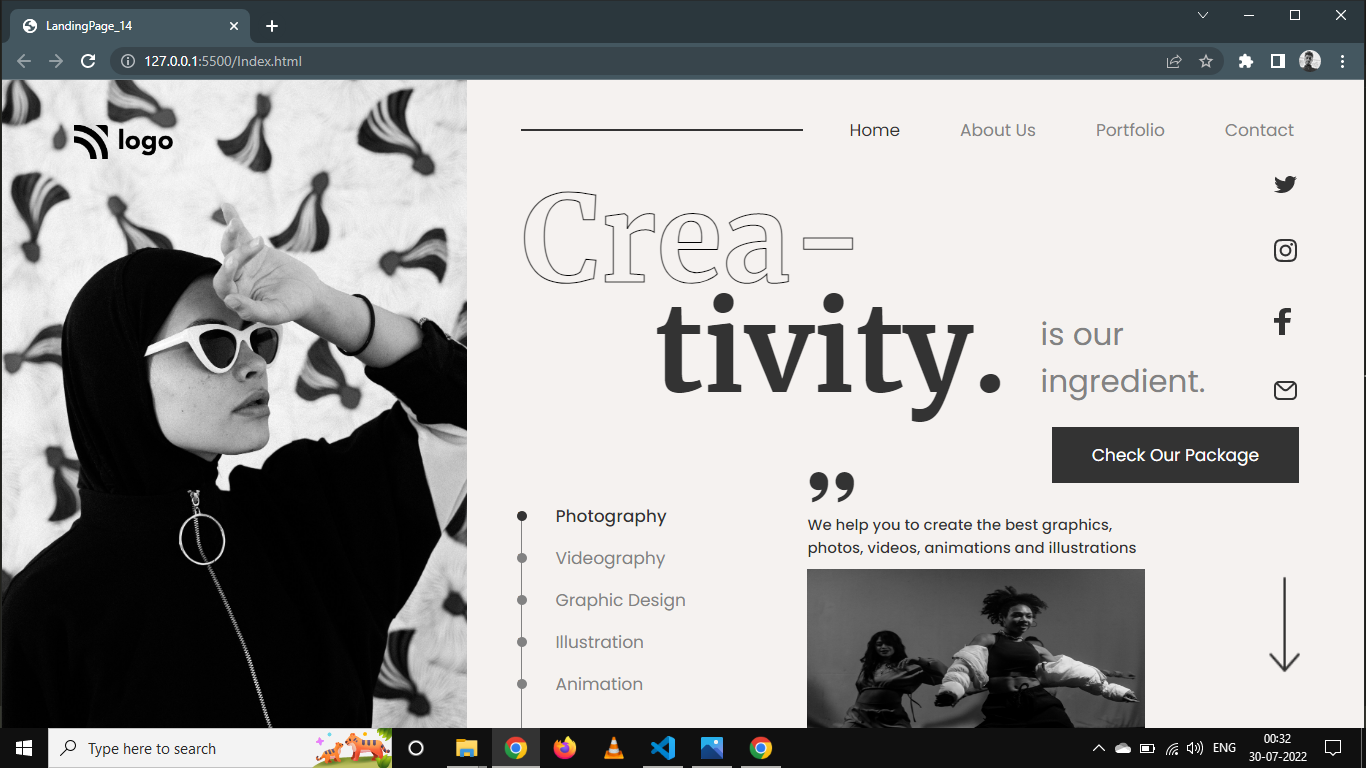 LandingPage_14
127.0.0.1:5500/Index.html
logo
Home About Us Portfolio Contact
Crea-
tivity.
is our
ingredient.
Check Our Package
”
We help you to create the best graphics,
photos, videos, animations and illustrations
Photography
Videography
Graphic Design
Illustration
Animation
Type here to search
ENG
00:32
30-07-2022